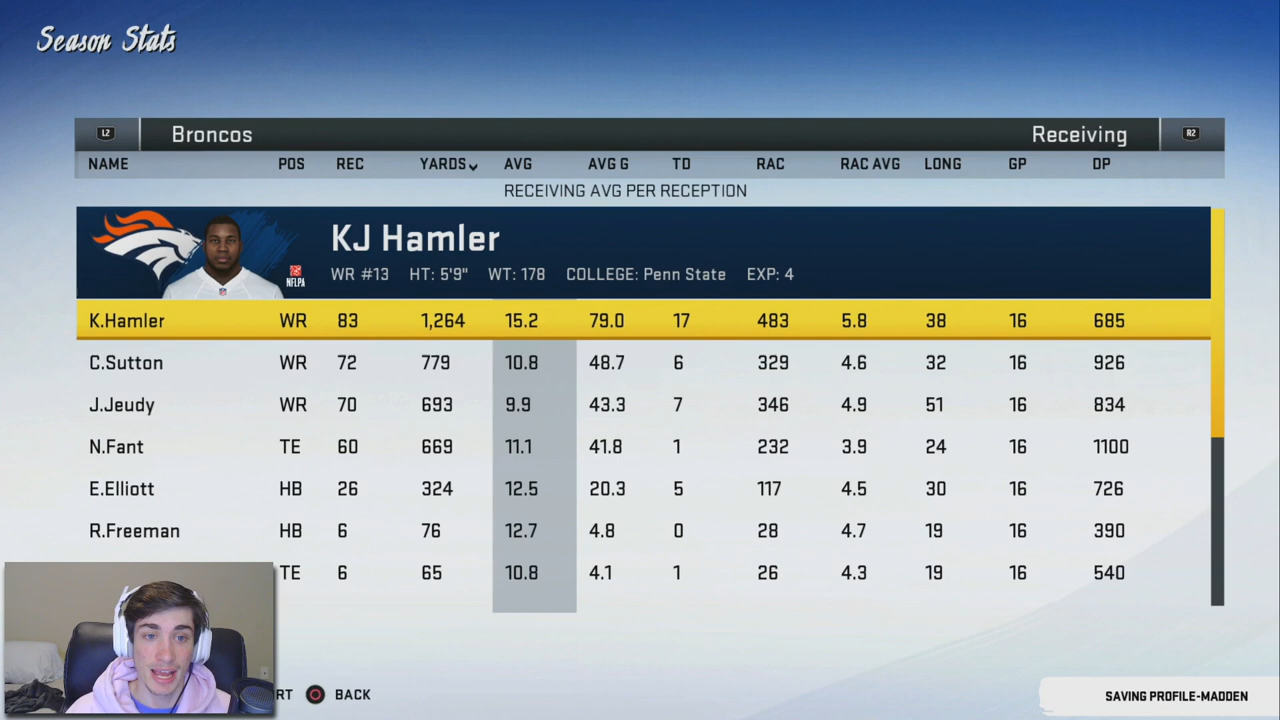 Season Stats
L2 Broncos Receiving R2
NAME POS REC YARDS AVG AVG G TD RAC RAC AVG LONG GP DP
RECEIVING AVG PER RECEPTION
KJ Hamler
NFLPA WR #13 HT: 5'9" WT: 178 COLLEGE: Penn State EXP: 4
K.Hamler WR 83 1,264 15.2 79.0 17 483 5.8 38 16 685
C.Sutton WR 72 779 10.8 48.7 6 329 4.6 32 16 926
J.Jeudy WR 70 693 9.9 43.3 7 346 4.9 51 16 834
N.Fant TE 60 669 11.1 41.8 1 232 3.9 24 16 1100
E.Elliott HB 26 324 12.5 20.3 5 117 4.5 30 16 726
R.Freeman HB 6 76 12.7 4.8 0 28 4.7 19 16 390
TE 6 65 10.8 4.1 1 26 4.3 19 16 540
RT BACK
SAVING PROFILE-MADDEN